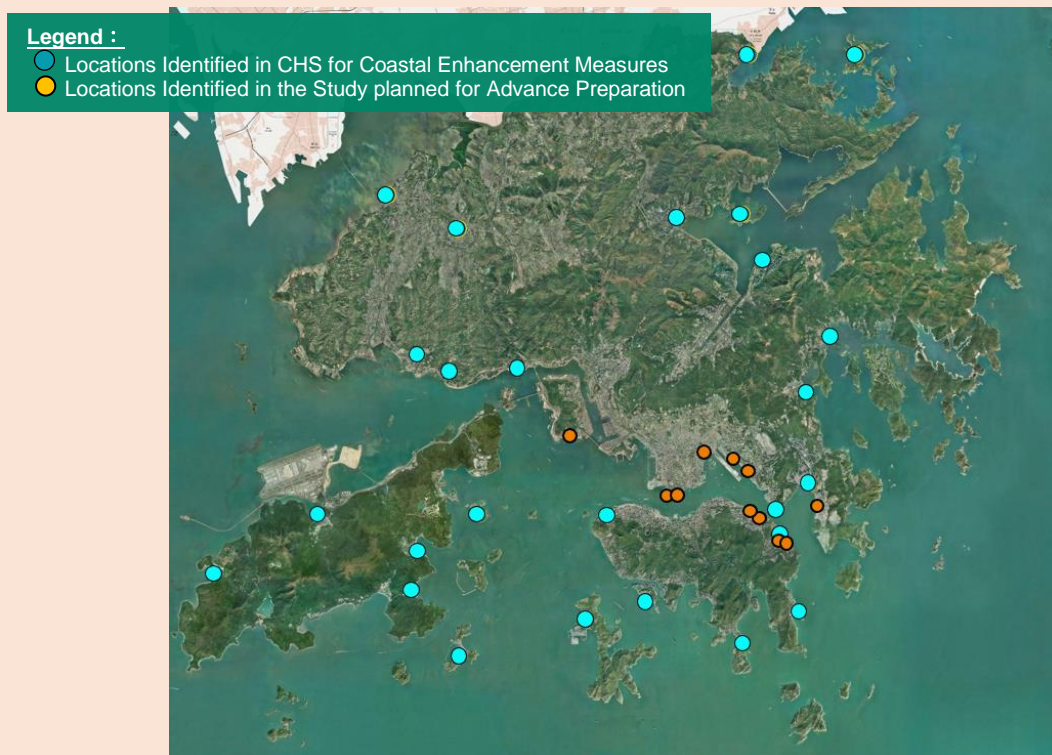 Legend：
Locations Identified in CHS for Coastal Enhancement Measures
Locations Identified in the Study planned for Advance Preparation